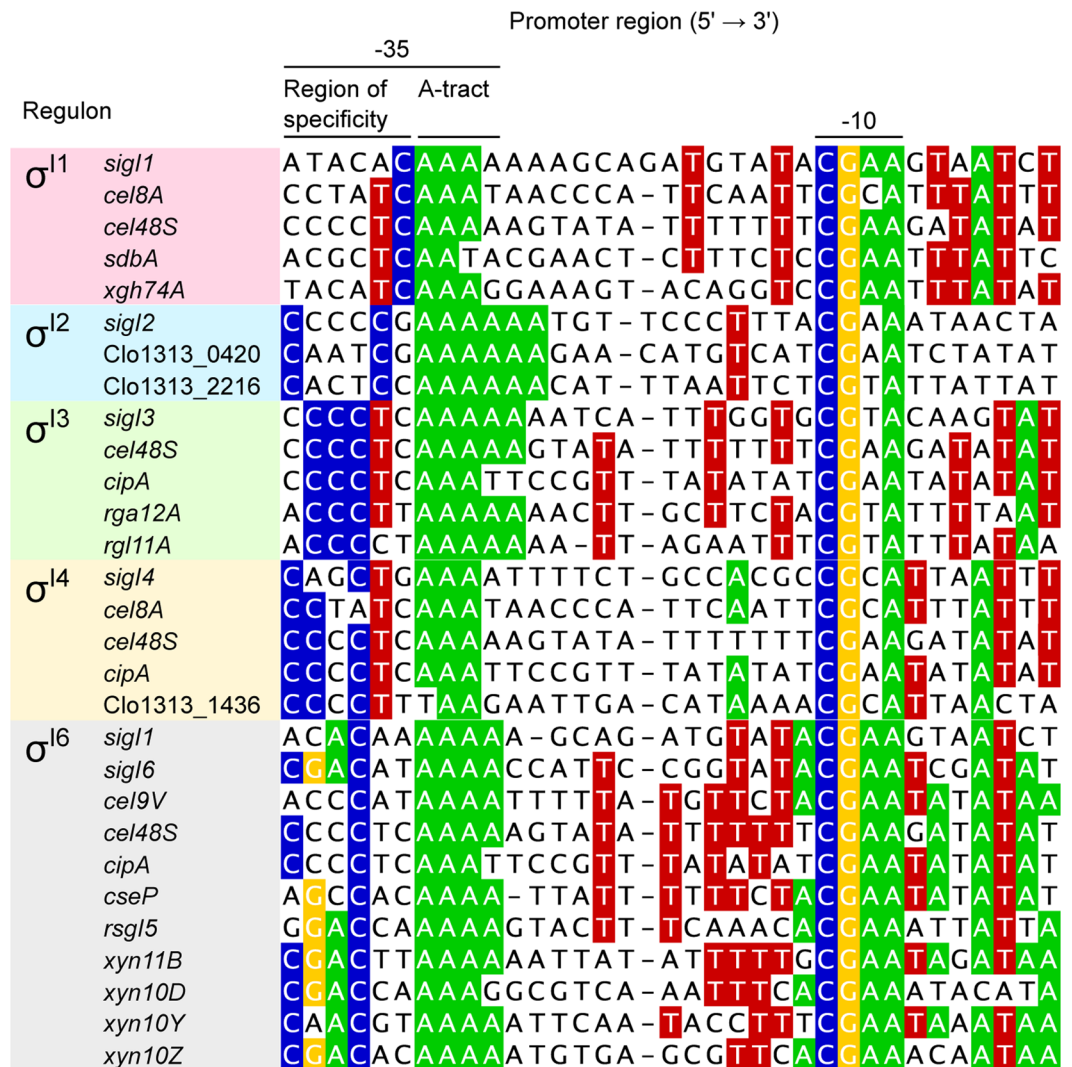 Promoter region (5' → 3')
-35
Region of specificity
A-tract
Regulon
-10
σI1
sigI1 ATACACAAAAAAAGCAGATGTATACGAAGTAATCT
cel8A CCTATCAAATAACCCA-TTCAATTCGCATTTATTT
cel48S CCCCTCAAAAAGTATA-TTTTTTTCGAAGATATAT
sdbA ACGCTCAATACGAACT-CTTTCTCCGAATTTATTC
xgh74A TACATCAAAGGAAAGT-ACAGGTCCGAATTTATAT
σI2
sigI2 CCCCCGAAAAAATGT-TCCCTTTACGAAATAACTA
Clo1313_0420 CAATCGAAAAAAGAA-CATGTCATCGAATCTATAT
Clo1313_2216 CACTCCAAAAAACAT-TTAATTCTCGTATTATTAT
σI3
sigI3 CCCCTCAAAAAAATCA-TTTGGTGCGTACAAGTAT
cel48S CCCCTCAAAAAGTATA-TTTTTTTCGAAGATATAT
cipA CCCCTCAAATTCCGTT-TATATATCGAATATATAT
rga12A ACCCTTAAAAAAACTT-GCTTCTACGTATTTTAAT
rgl11A ACCCCTAAAAAAA-TT-AGAATTTCGTATTTATAA
σI4
sigI4 CAGCTGAAAATTTTCT-GCCACGCCGCATTAATTT
cel8A CCTATCAAATAACCCA-TTCAATTCGCATTTATTT
cel48S CCCCTCAAAAAGTATA-TTTTTTTCGAAGATATAT
cipA CCCCTCAAATTCCGTT-TATATATCGAATATATAT
Clo1313_1436 CCCCTTTAAGAATTGA-CATAAAACGCATTAACTA
σI6
sigI1 ACACAAAAAAA-GCAG-ATGTATACGAAGTAATCT
sigI6 CGACATAAAACCATTC-CGGTATACGAATCGATAT
cel9V ACCCATAAAATTTTTA-TGTTCTACGAATATATAA
cel48S CCCCTCAAAAAGTATA-TTTTTTTCGAAGATATAT
cipA CCCCTCAAATTCCGTT-TATATATCGAATATATAT
cseP AGCCACAAAA-TTATT-TTTTCTACGAATATATAT
rsgI5 GGACCAAAAAGTACTT-TCAAACACGAAATTATTA
xyn11B CGACTTAAAAAATTAT-ATTTTTGCGAATAGATAA
xyn10D CGACCAAAAGGCGTCA-AATTTCACGAAATACATA
xyn10Y CAACGTAAAAATTCAA-TACCTTTCGAATAAATAA
xyn10Z CGACACAAAAATGTGA-GCGTTCACGAAACAATAA